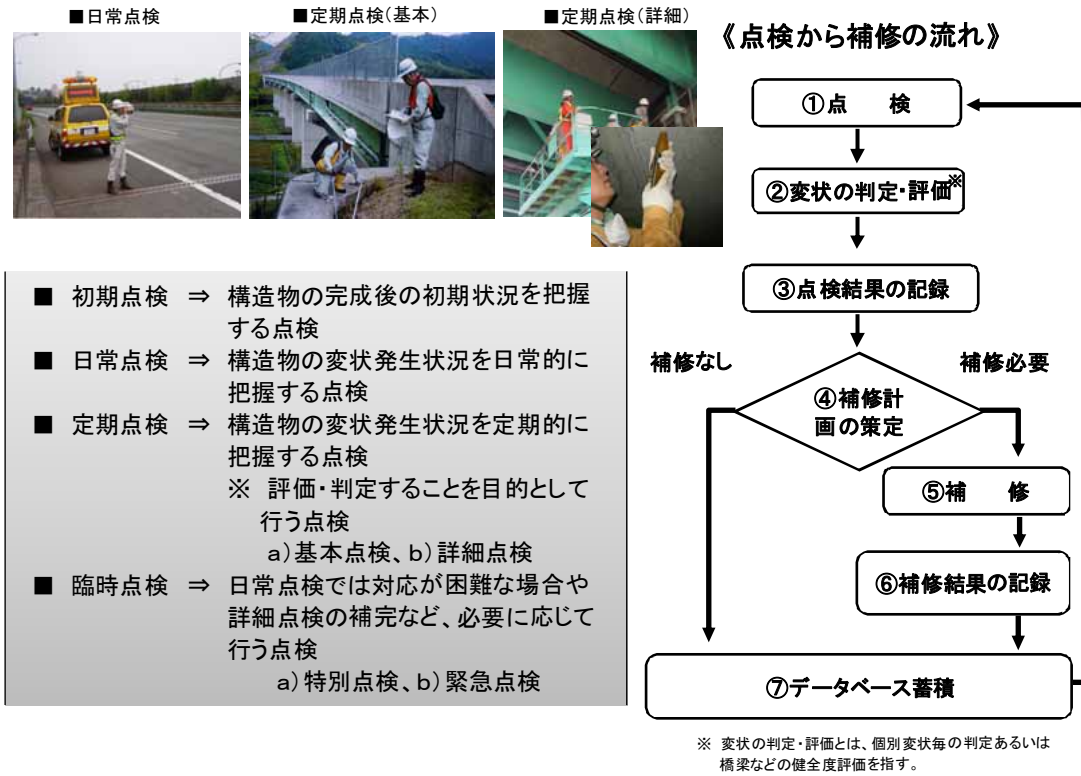 ■日常点検
■定期点検(基本)
■定期点検(詳細)
《点検から補修の流れ》
■ 初期点検 ⇒ 構造物の完成後の初期状況を把握
する点検
■ 日常点検 ⇒ 構造物の変状発生状況を日常的に
把握する点検
■ 定期点検 ⇒ 構造物の変状発生状況を定期的に
把握する点検
※ 評価・判定することを目的として
行う点検
a)基本点検、b)詳細点検
■ 臨時点検 ⇒ 日常点検では対応が困難な場合や
詳細点検の補完など、必要に応じて
行う点検
a)特別点検、b)緊急点検
①点 検
②変状の判定・評価※
③点検結果の記録
補修なし
補修必要
④補修計
画の策定
⑤補 修
⑥補修結果の記録
⑦データベース蓄積
※ 変状の判定・評価とは、個別変状毎の判定あるいは
橋梁などの健全度評価を指す。